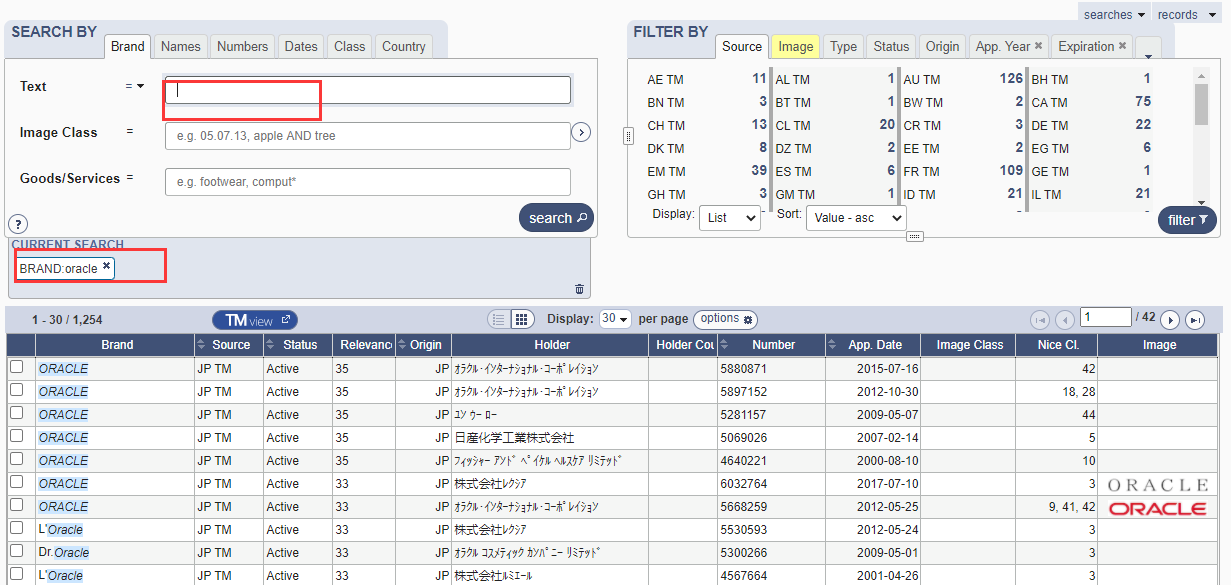 searches records
SEARCH BY
Brand Names Numbers Dates Class Country
Text =
Image Class = e.g. 05.07.13, apple AND tree
Goods/Services = e.g. footwear, comput*
? search
FILTER BY
Source Image Type Status Origin App. Year ✖ Expiration ✖
AE TM 11 AL TM 1 AU TM 126 BH TM 1
BN TM 3 BT TM 1 BW TM 2 CA TM 75
CH TM 13 CL TM 20 CR TM 3 DE TM 22
DK TM 8 DZ TM 2 EE TM 2 EG TM 6
EM TM 39 ES TM 6 FR TM 109 GE TM 1
GH TM 3 GM TM 1 ID TM 21 IL TM 21
Display: List Sort: Value - asc
filter
CURRENT SEARCH
BRAND:oracle ✖
1 - 30 / 1,254 TM view Display: 30 per page options 1 / 42
Brand Source Status Relevanc Origin Holder Holder Cou Number App. Date Image Class Nice Cl. Image
ORACLE JP TM Active 35 JP ｵﾗｸﾙ･ｲﾝﾀｰﾅｼｮﾅﾙ･ｺｰﾎﾟﾚｲｼｮﾝ 5880871 2015-07-16 42
ORACLE JP TM Active 35 JP ｵﾗｸﾙ･ｲﾝﾀｰﾅｼｮﾅﾙ･ｺｰﾎﾟﾚｲｼｮﾝ 5897152 2012-10-30 18, 28
ORACLE JP TM Active 35 JP ﾕﾝ ｩｰ ﾛｰ 5281157 2009-05-07 44
ORACLE JP TM Active 35 JP 日産化学工業株式会社 5069026 2007-02-14 5
ORACLE JP TM Active 35 JP ﾌｨｯｼｬｰ ｱﾝﾄﾞ ﾍﾟｲｹﾙ ﾍﾙｽｹｱ ﾘﾐﾃｯﾄﾞ 4640221 2000-08-10 10
ORACLE JP TM Active 33 JP 株式会社ﾚｸｼｱ 6032764 2017-07-10 3 ORACLE
ORACLE JP TM Active 33 JP ｵﾗｸﾙ･ｲﾝﾀｰﾅｼｮﾅﾙ･ｺｰﾎﾟﾚｲｼｮﾝ 5668259 2012-05-25 9, 41, 42 ORACLE
L'Oracle JP TM Active 33 JP 株式会社ﾚｸｼｱ 5530593 2012-05-24 3
Dr.Oracle JP TM Active 33 JP ｵﾗｸﾙ ｺｽﾒﾃｨｯｸ ｶﾝﾊﾟﾆｰ ﾘﾐﾃｯﾄﾞ 5300266 2009-05-01 3
L'Oracle JP TM Active 33 JP 株式会社ﾙﾐｴｰﾙ 4567664 2001-04-26 3